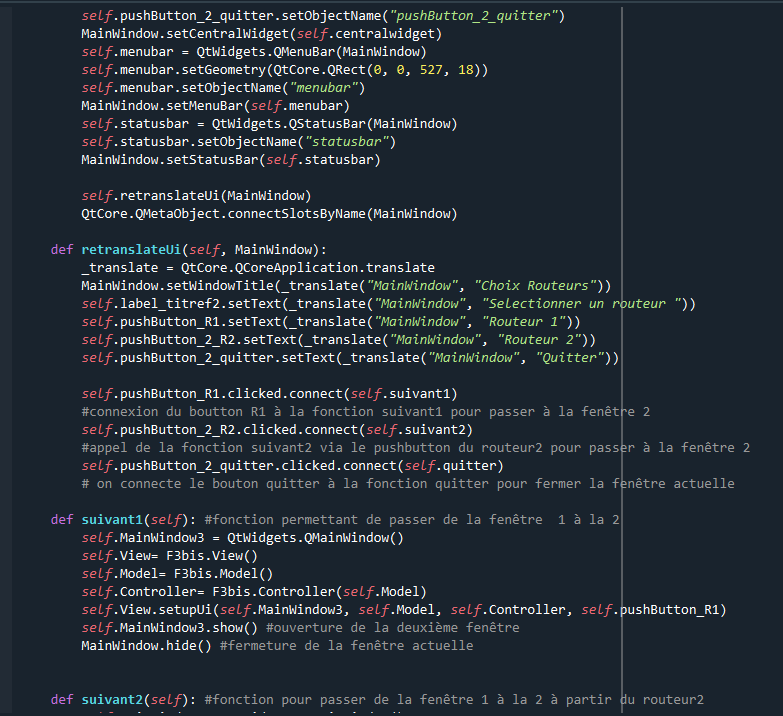 self.pushButton_2_quitter.setObjectName("pushButton_2_quitter")
MainWindow.setCentralWidget(self.centralwidget)
self.menubar = QtWidgets.QMenuBar(MainWindow)
self.menubar.setGeometry(QtCore.QRect(0, 0, 527, 18))
self.menubar.setObjectName("menubar")
MainWindow.setMenuBar(self.menubar)
self.statusbar = QtWidgets.QStatusBar(MainWindow)
self.statusbar.setObjectName("statusbar")
MainWindow.setStatusBar(self.statusbar)
self.retranslateUi(MainWindow)
QtCore.QMetaObject.connectSlotsByName(MainWindow)
def retranslateUi(self, MainWindow):
_translate = QtCore.QCoreApplication.translate
MainWindow.setWindowTitle(_translate("MainWindow", "Choix Routeurs"))
self.label_titref2.setText(_translate("MainWindow", "Selectionner un routeur "))
self.pushButton_R1.setText(_translate("MainWindow", "Routeur 1"))
self.pushButton_2_R2.setText(_translate("MainWindow", "Routeur 2"))
self.pushButton_2_quitter.setText(_translate("MainWindow", "Quitter"))
self.pushButton_R1.clicked.connect(self.suivant1)
#connexion du boutton R1 à la fonction suivant1 pour passer à la fenêtre 2
self.pushButton_2_R2.clicked.connect(self.suivant2)
#appel de la fonction suivant2 via le pushbutton du routeur2 pour passer à la fenêtre 2
self.pushButton_2_quitter.clicked.connect(self.quitter)
# on connecte le bouton quitter à la fonction quitter pour fermer la fenêtre actuelle
def suivant1(self): #fonction permettant de passer de la fenêtre  1 à la 2
self.MainWindow3 = QtWidgets.QMainWindow()
self.View= F3bis.View()
self.Model= F3bis.Model()
self.Controller= F3bis.Controller(self.Model)
self.View.setupUi(self.MainWindow3, self.Model, self.Controller, self.pushButton_R1)
self.MainWindow3.show() #ouverture de la deuxième fenêtre
MainWindow.hide() #fermeture de la fenêtre actuelle
def suivant2(self): #fonction pour passer de la fenêtre 1 à la 2 à partir du routeur2